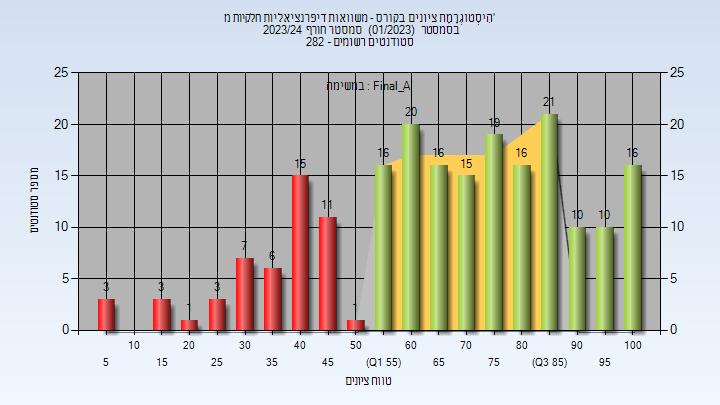 היסטוגרמת ציונים בקורס - משוואות דיפרנציאליות חלקיות מ'
בסמסטר (01/2023) סמסטר חורף 2023/24
סטודנטים רשומים - 282
במשימה : Final_A
25 25
20 20
15 15
10 10
5 5
0 0
מספר סטודנטים
3 3 1 3 7 6 15 11 1 16 20 16 15 19 16 21 10 10 16
10 20 30 40 50 60 70 80 90 100
5 15 25 35 45 (Q1 55) 65 75 (Q3 85) 95
טווח ציונים